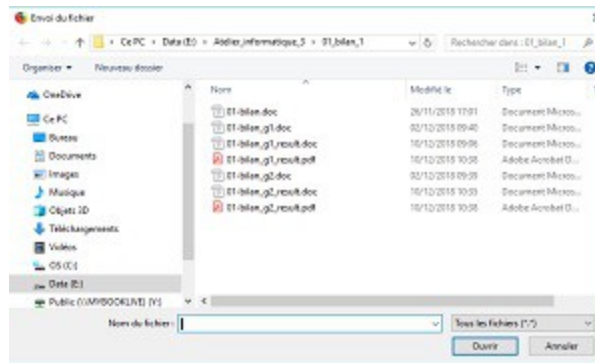 Envoi du fichier
Ce PC › Data (E:) › Atelier_informatique_5 › 01_bilan_1
Rechercher dans : 01_bilan_1
Organiser Nouveau dossier
Nom Modifié le Type
OneDrive
Ce PC
Bureau
Documents
Images
Musique
Objets 3D
Téléchargements
Vidéos
OS (C:)
Data (E:)
Public (\\MYBOOKLIVE) (Y:)
01-bilan.doc 26/11/2018 17:01 Document Micros...
01-bilan_g1.doc 02/12/2018 09:40 Document Micros...
01-bilan_g1_result.doc 10/12/2018 09:06 Document Micros...
01-bilan_g1_result.pdf 10/12/2018 10:38 Adobe Acrobat D...
01-bilan_g2.doc 02/12/2018 09:39 Document Micros...
01-bilan_g2_result.doc 10/12/2018 10:33 Document Micros...
01-bilan_g2_result.pdf 10/12/2018 10:38 Adobe Acrobat D...
Nom du fichier :
Tous les fichiers (*.*)
Ouvrir Annuler